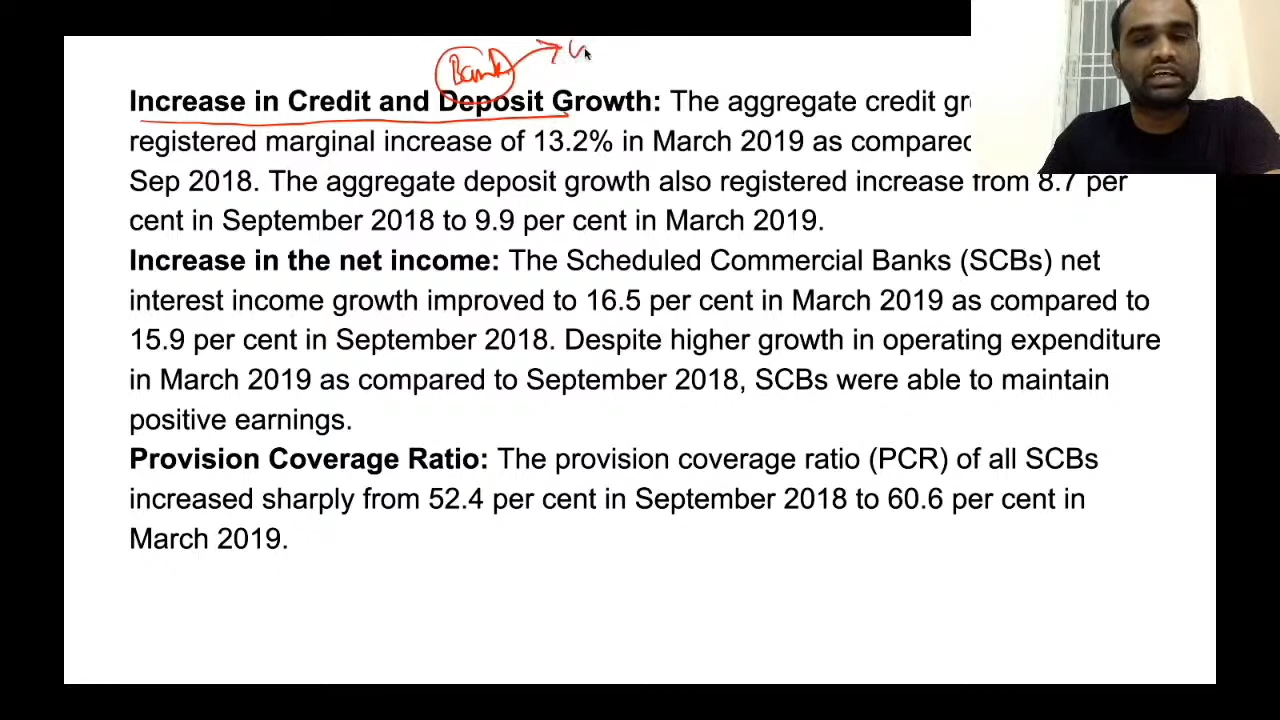 Bank
Increase in Credit and Deposit Growth: The aggregate credit
registered marginal increase of 13.2% in March 2019 as compared
Sep 2018. The aggregate deposit growth also registered increase from 8.7 per
cent in September 2018 to 9.9 per cent in March 2019.
Increase in the net income: The Scheduled Commercial Banks (SCBs) net
interest income growth improved to 16.5 per cent in March 2019 as compared to
15.9 per cent in September 2018. Despite higher growth in operating expenditure
in March 2019 as compared to September 2018, SCBs were able to maintain
positive earnings.
Provision Coverage Ratio: The provision coverage ratio (PCR) of all SCBs
increased sharply from 52.4 per cent in September 2018 to 60.6 per cent in
March 2019.